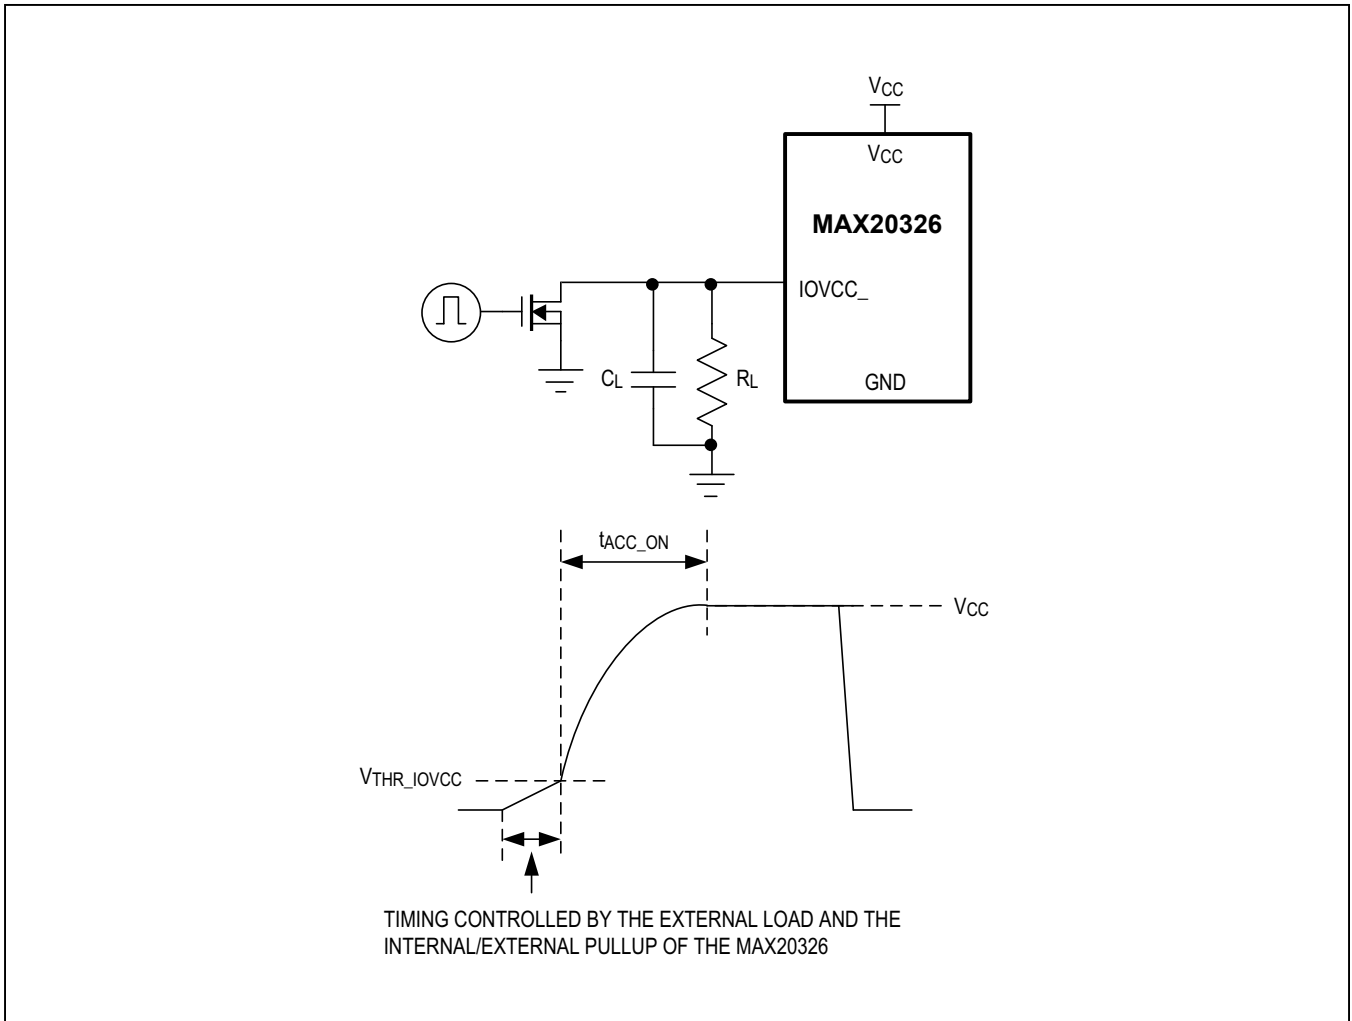 VCC
VCC
MAX20326
IOVCC_
CL
RL
GND
tACC_ON
VCC
VTHR_IOVCC
TIMING CONTROLLED BY THE EXTERNAL LOAD AND THE
INTERNAL/EXTERNAL PULLUP OF THE MAX20326